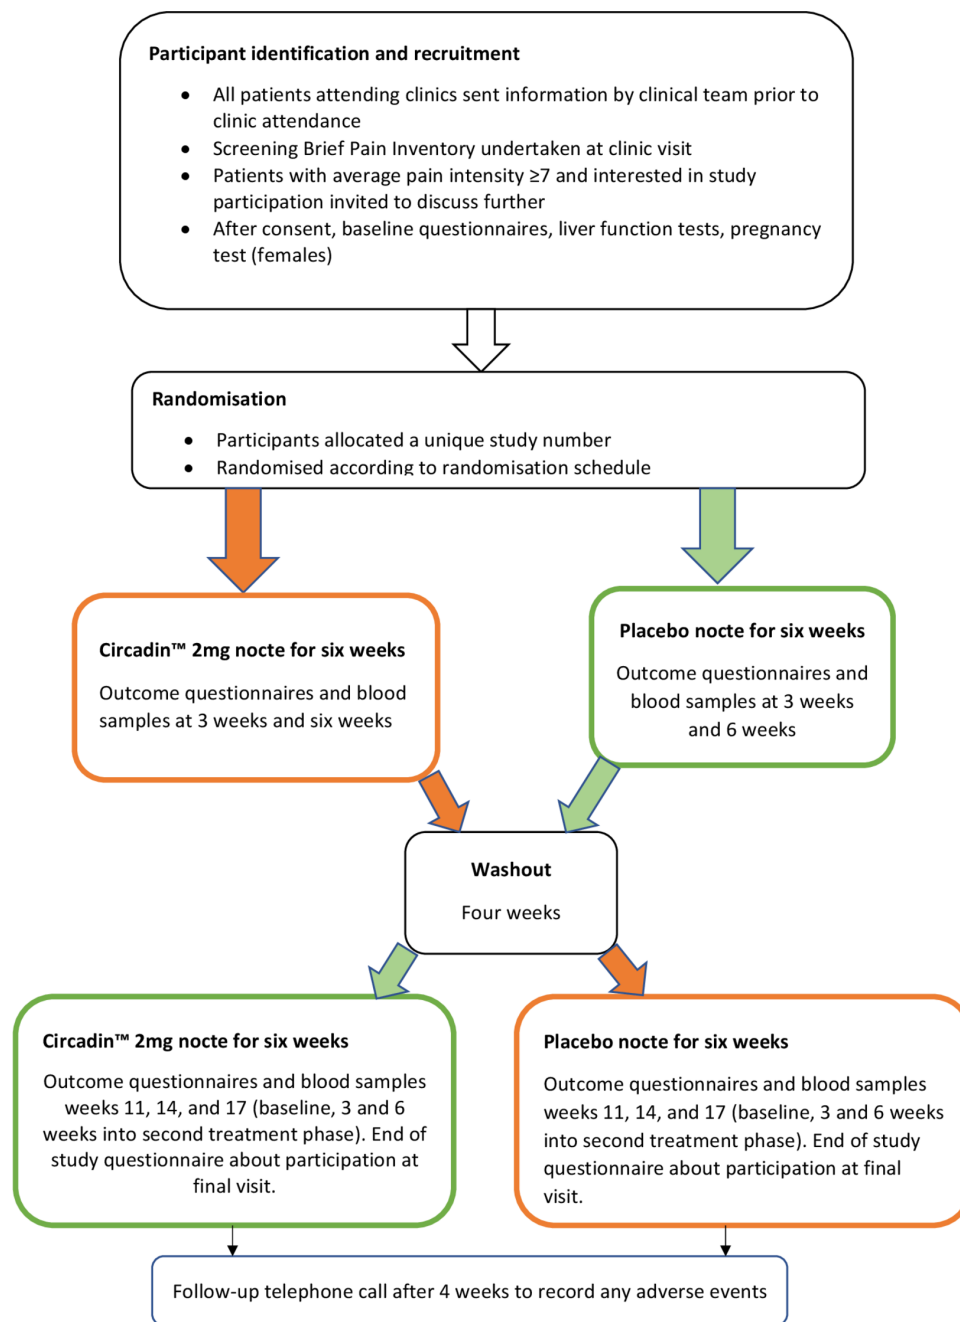 Participant identification and recruitment
• All patients attending clinics sent information by clinical team prior to
clinic attendance
• Screening Brief Pain Inventory undertaken at clinic visit
• Patients with average pain intensity ≥7 and interested in study
participation invited to discuss further
• After consent, baseline questionnaires, liver function tests, pregnancy
test (females)
Randomisation
• Participants allocated a unique study number
• Randomised according to randomisation schedule
Circadin™ 2mg nocte for six weeks
Outcome questionnaires and blood
samples at 3 weeks and six weeks
Placebo nocte for six weeks
Outcome questionnaires and
blood samples at 3 weeks
and 6 weeks
Washout
Four weeks
Circadin™ 2mg nocte for six weeks
Outcome questionnaires and blood samples
weeks 11, 14, and 17 (baseline, 3 and 6
weeks into second treatment phase). End of
study questionnaire about participation at
final visit.
Placebo nocte for six weeks
Outcome questionnaires and blood samples
weeks 11, 14, and 17 (baseline, 3 and 6 weeks
into second treatment phase). End of study
questionnaire about participation at final
visit.
Follow-up telephone call after 4 weeks to record any adverse events